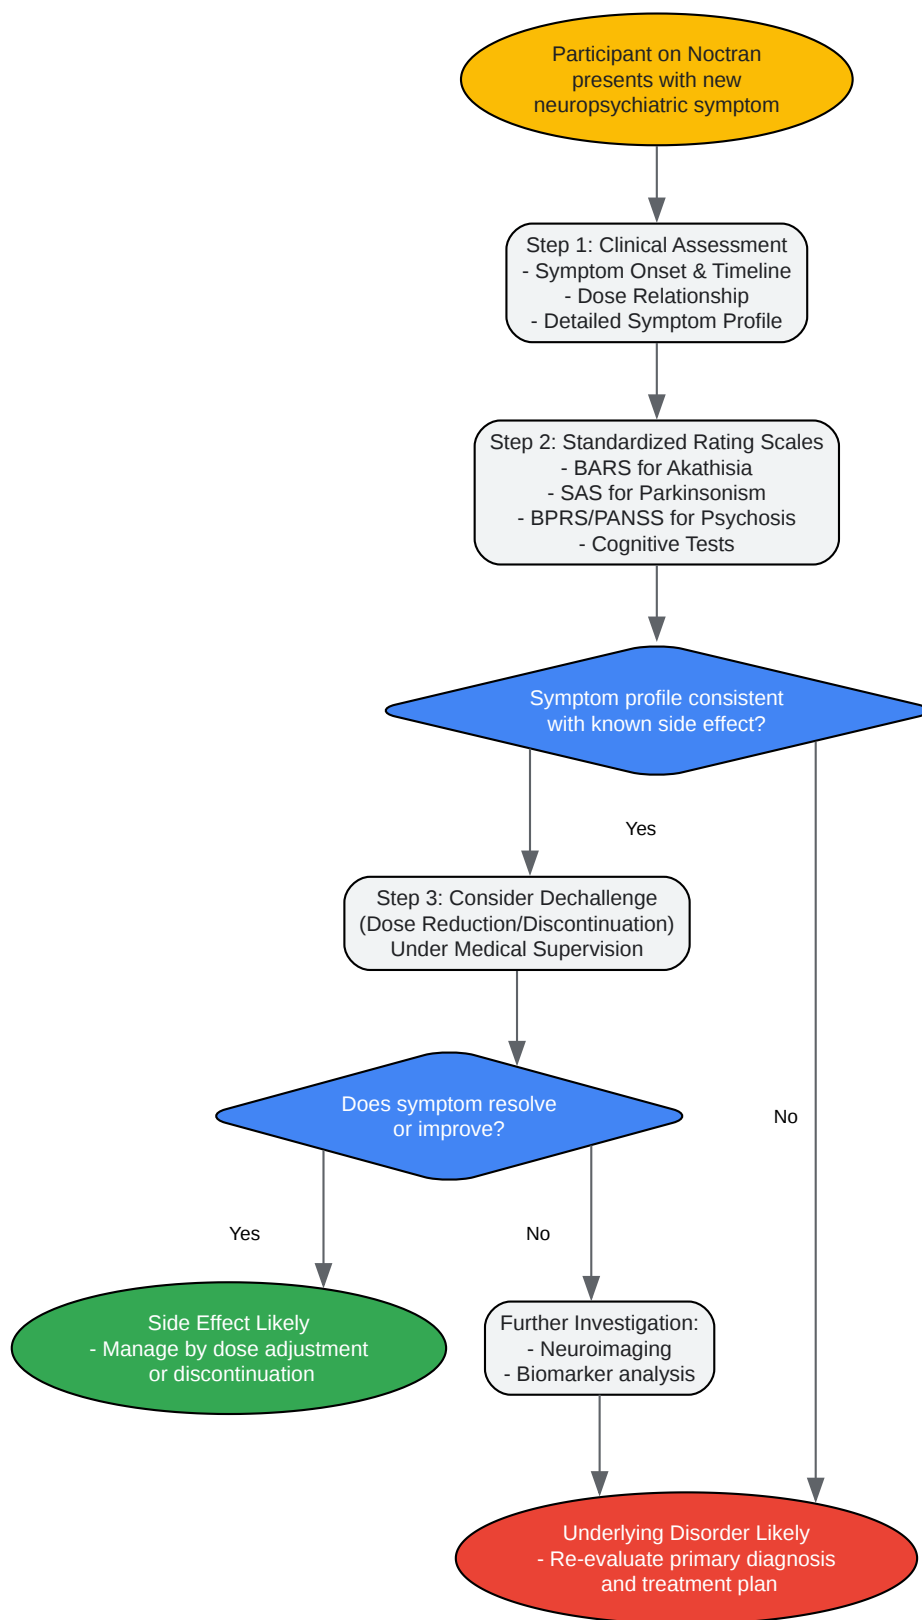 Participant on Noctran
presents with new
neuropsychiatric symptom
Step 1: Clinical Assessment
- Symptom Onset & Timeline
- Dose Relationship
- Detailed Symptom Profile
Step 2: Standardized Rating Scales
- BARS for Akathisia
- SAS for Parkinsonism
- BPRS/PANSS for Psychosis
- Cognitive Tests
Symptom profile consistent
with known side effect?
Yes
Step 3: Consider Dechallenge
(Dose Reduction/Discontinuation)
Under Medical Supervision
Does symptom resolve
or improve?
No
Yes
No
Side Effect Likely
- Manage by dose adjustment
or discontinuation
Further Investigation:
- Neuroimaging
- Biomarker analysis
Underlying Disorder Likely
- Re-evaluate primary diagnosis
and treatment plan